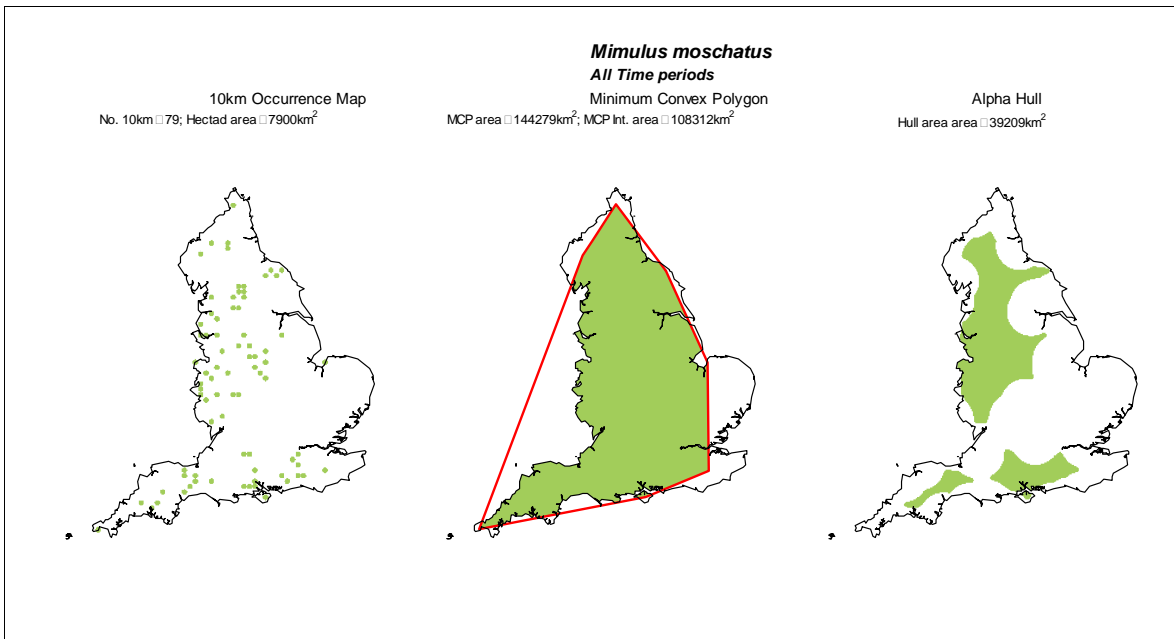 Mimulus moschatus
All Time periods
10km Occurrence Map
No. 10km □ 79; Hectad area □ 7900km²
Minimum Convex Polygon
MCP area □ 144279km²; MCP Int. area □ 108312km²
Alpha Hull
Hull area area □ 39209km²